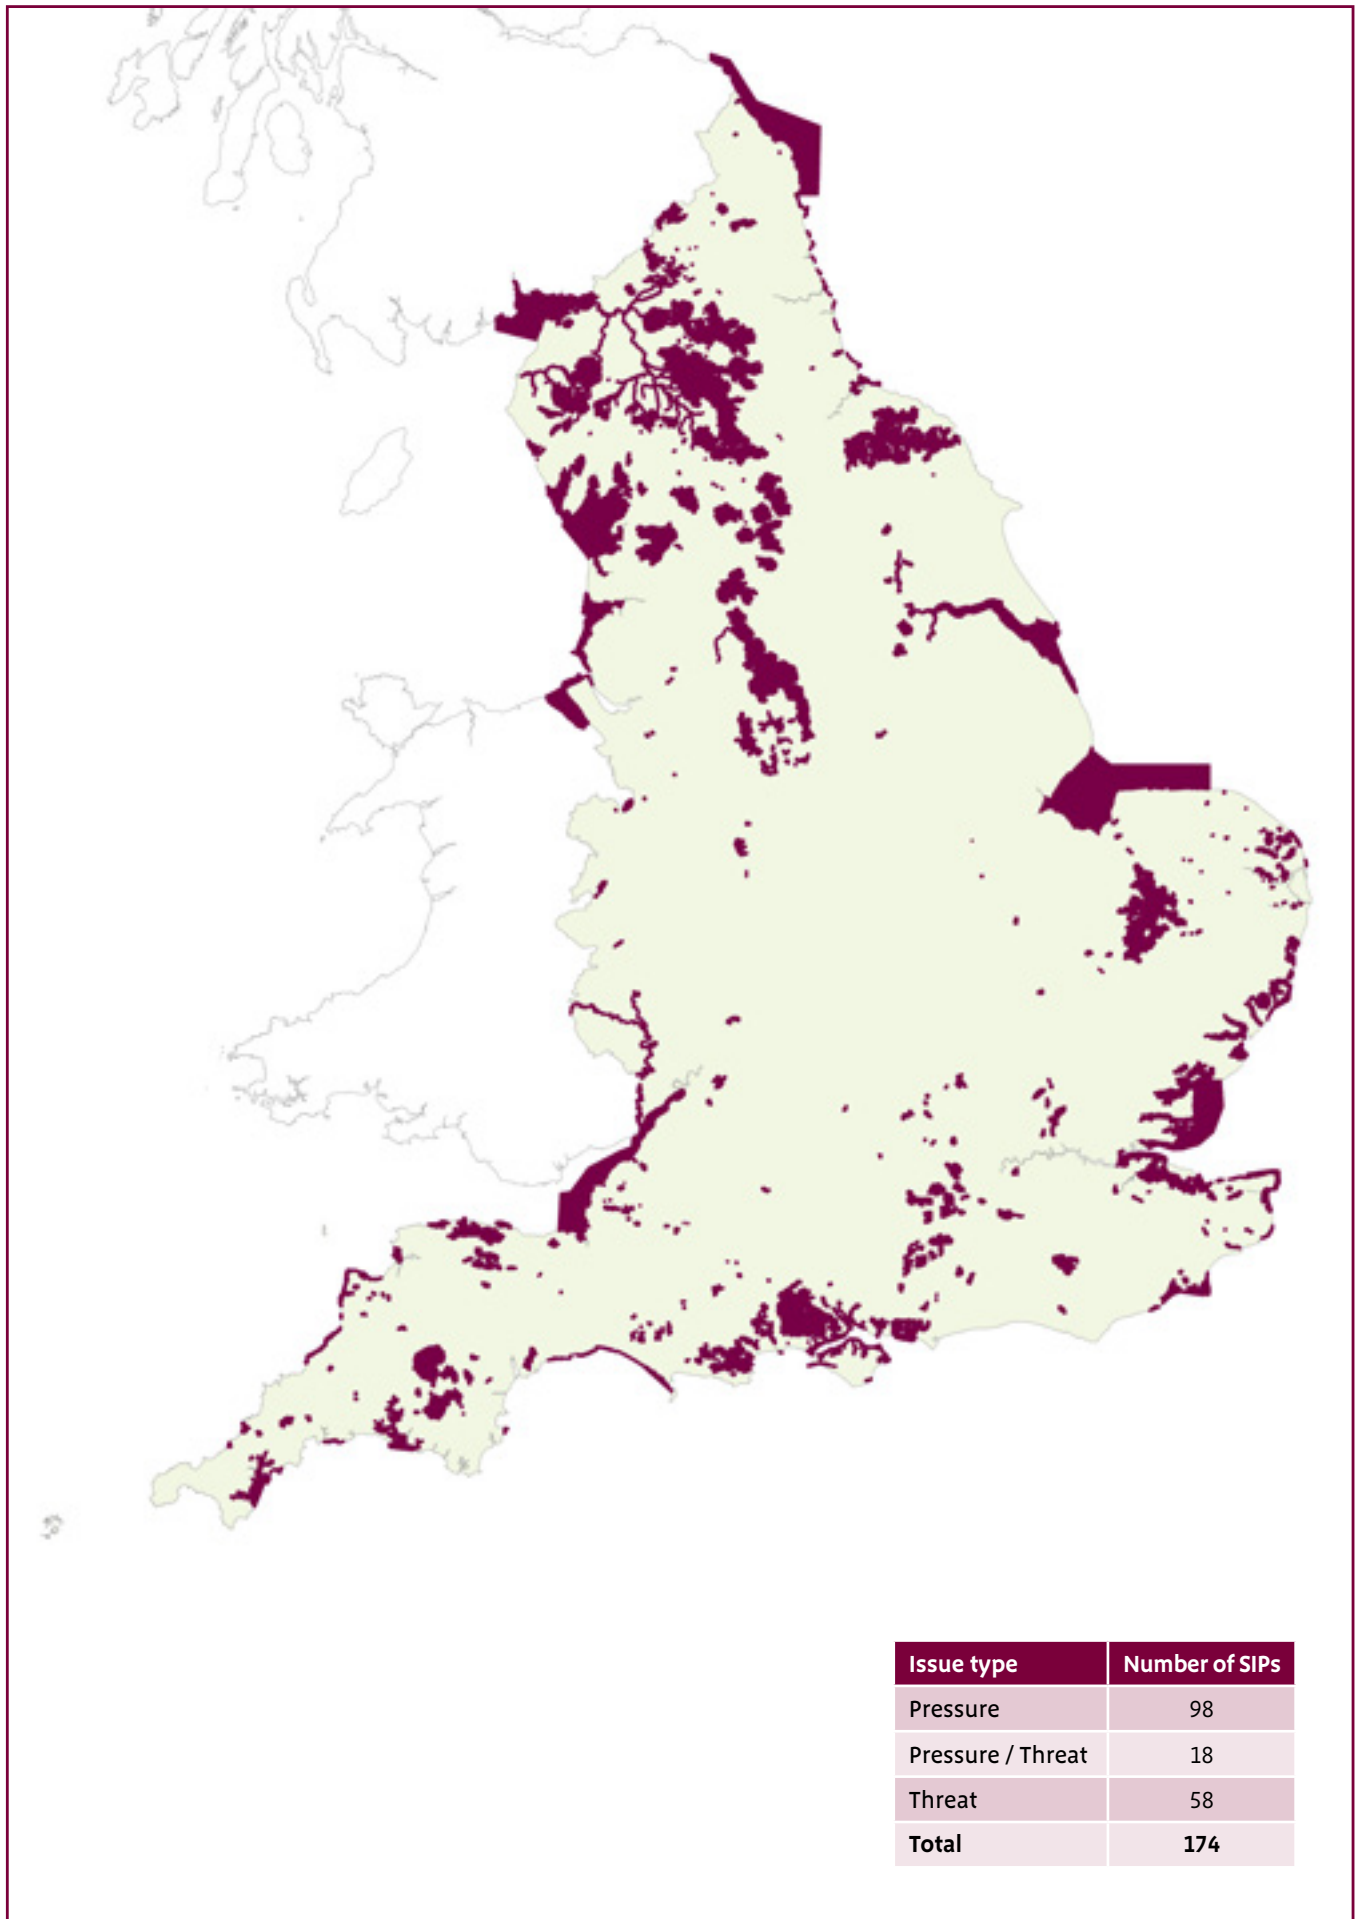 Issue type Number of SIPs
Pressure 98
Pressure / Threat 18
Threat 58
Total 174